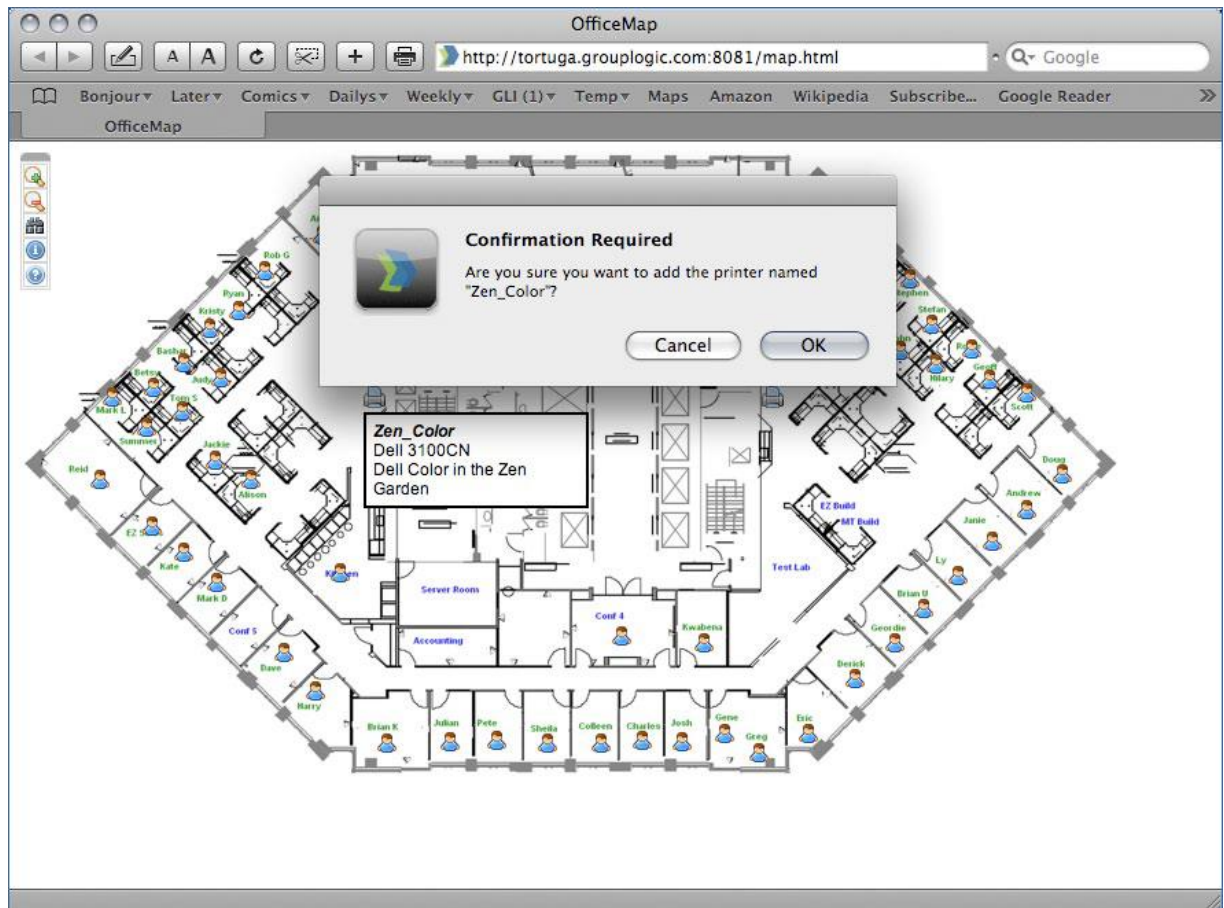 OfficeMap
A A
http://tortuga.grouplogic.com:8081/map.html
Google
Bonjour Later Comics Dailys Weekly GLI (1) Temp Maps Amazon Wikipedia Subscribe... Google Reader
OfficeMap
Confirmation Required
Are you sure you want to add the printer named
"Zen_Color"?
Cancel
OK
Rob G
Ryan
Kristy
Betsy
Judy
Mark L
Tom S
Summer
Jackie
Reid
Alison
Kate
Mark D
Conf 5
Dave
Harry
Zen_Color
Dell 3100CN
Dell Color in the Zen
Garden
Server Room
Accounting
Conf 4
Kwabena
Stefan
Hilary
Geoff
Scott
Doug
Andrew
Janie
EZ Build
MT Build
Test Lab
Ly
Brian U
Geordie
Derick
Brian K
Julian
Pete
Sheila
Colleen
Charles
Josh
Gene
Greg
Eric